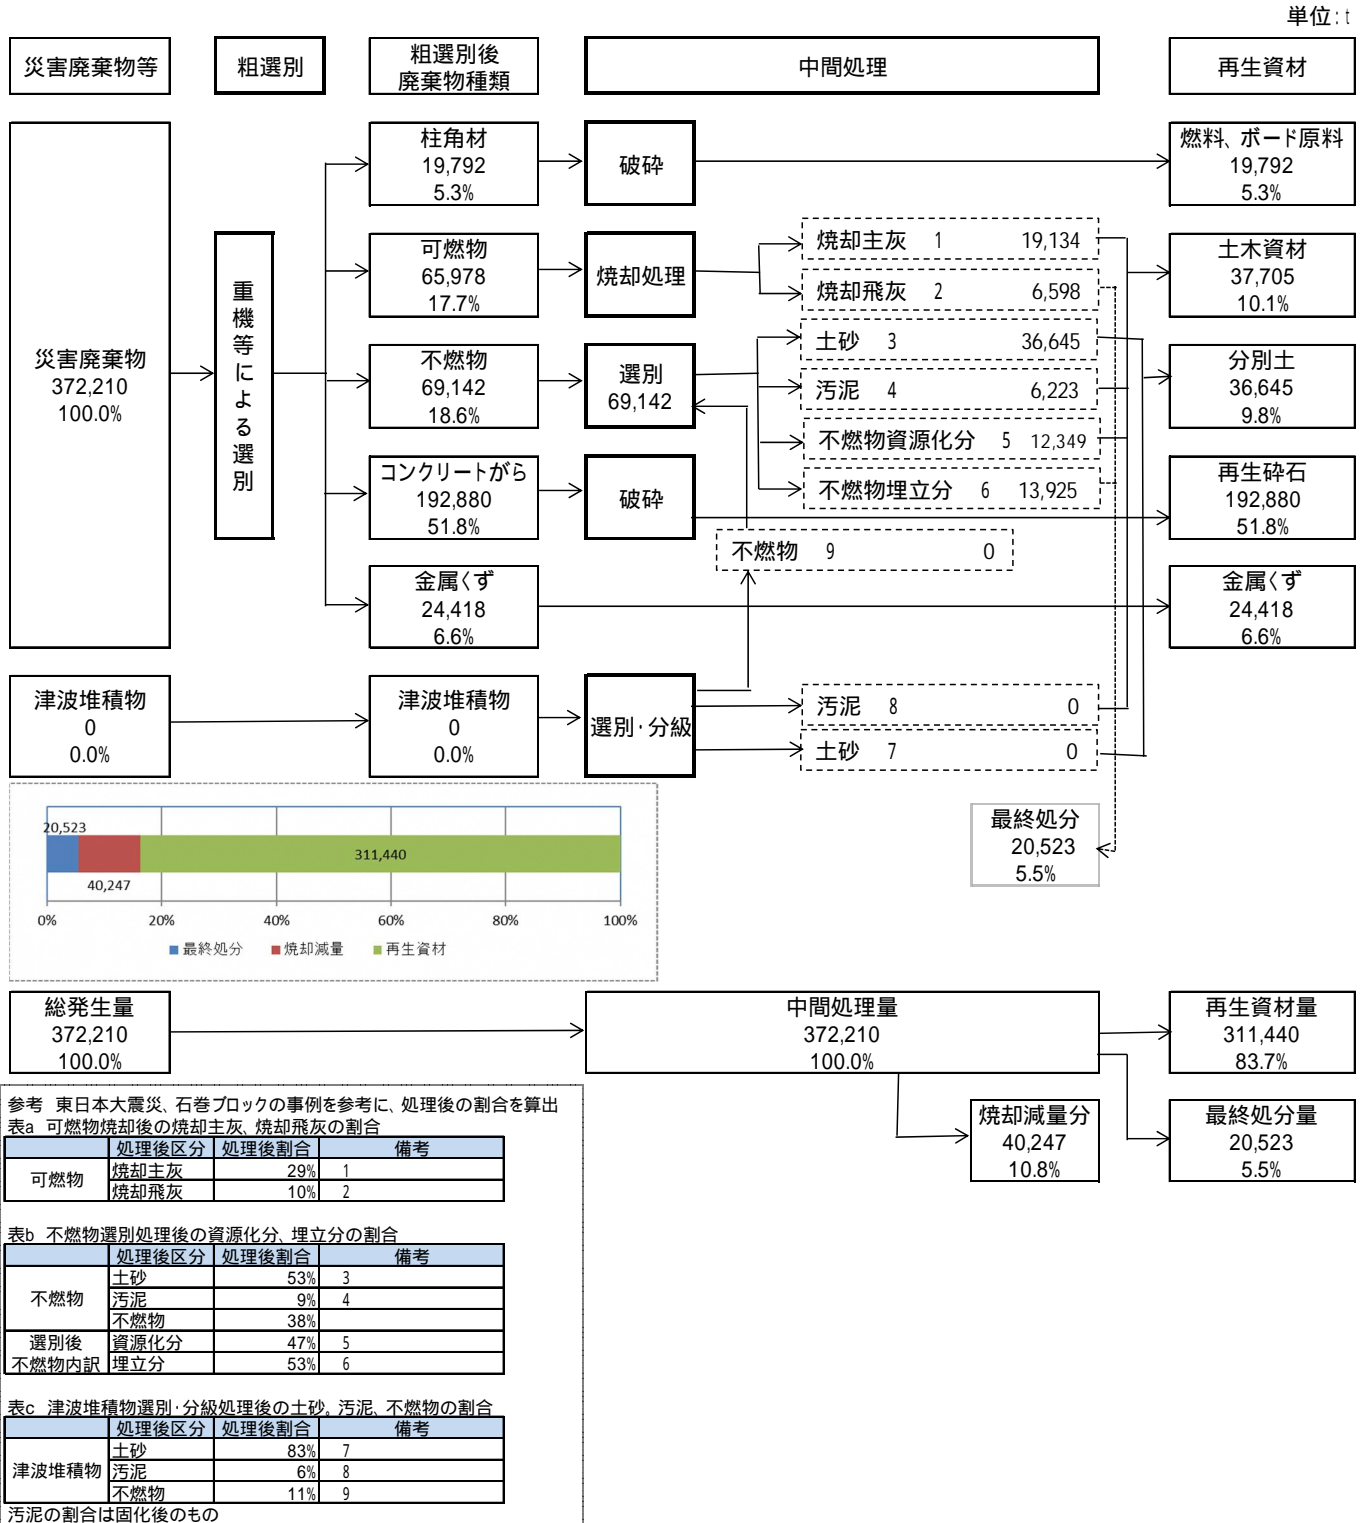 単位：t
災害廃棄物等
粗選別
粗選別後
廃棄物種類
中間処理
再生資材
災害廃棄物
372,210
100.0%
重機等による選別
柱角材
19,792
5.3%
破砕
燃料、ボード原料
19,792
5.3%
可燃物
65,978
17.7%
焼却処理
焼却主灰 1 19,134
焼却飛灰 2 6,598
土木資材
37,705
10.1%
不燃物
69,142
18.6%
選別
69,142
土砂 3 36,645
汚泥 4 6,223
不燃物資源化分 5 12,349
不燃物埋立分 6 13,925
分別土
36,645
9.8%
コンクリートがら
192,880
51.8%
破砕
不燃物 9 0
再生砕石
192,880
51.8%
金属くず
24,418
6.6%
金属くず
24,418
6.6%
津波堆積物
0
0.0%
津波堆積物
0
0.0%
選別・分級
汚泥 8 0
土砂 7 0
最終処分
20,523
5.5%
20,523
311,440
40,247
0% 20% 40% 60% 80% 100%
最終処分 焼却減量 再生資材
総発生量
372,210
100.0%
中間処理量
372,210
100.0%
再生資材量
311,440
83.7%
焼却減量分
40,247
10.8%
最終処分量
20,523
5.5%
参考 東日本大震災、石巻ブロックの事例を参考に、処理後の割合を算出
表a 可燃物焼却後の焼却主灰、焼却飛灰の割合
処理後区分 処理後割合 備考
可燃物
焼却主灰 29% 1
焼却飛灰 10% 2
表b 不燃物選別処理後の資源化分、埋立分の割合
処理後区分 処理後割合 備考
不燃物
土砂 53% 3
汚泥 9% 4
不燃物 38%
選別後
不燃物内訳
資源化分 47% 5
埋立分 53% 6
表c 津波堆積物選別・分級処理後の土砂。汚泥、不燃物の割合
処理後区分 処理後割合 備考
津波堆積物
土砂 83% 7
汚泥 6% 8
不燃物 11% 9
汚泥の割合は固化後のもの